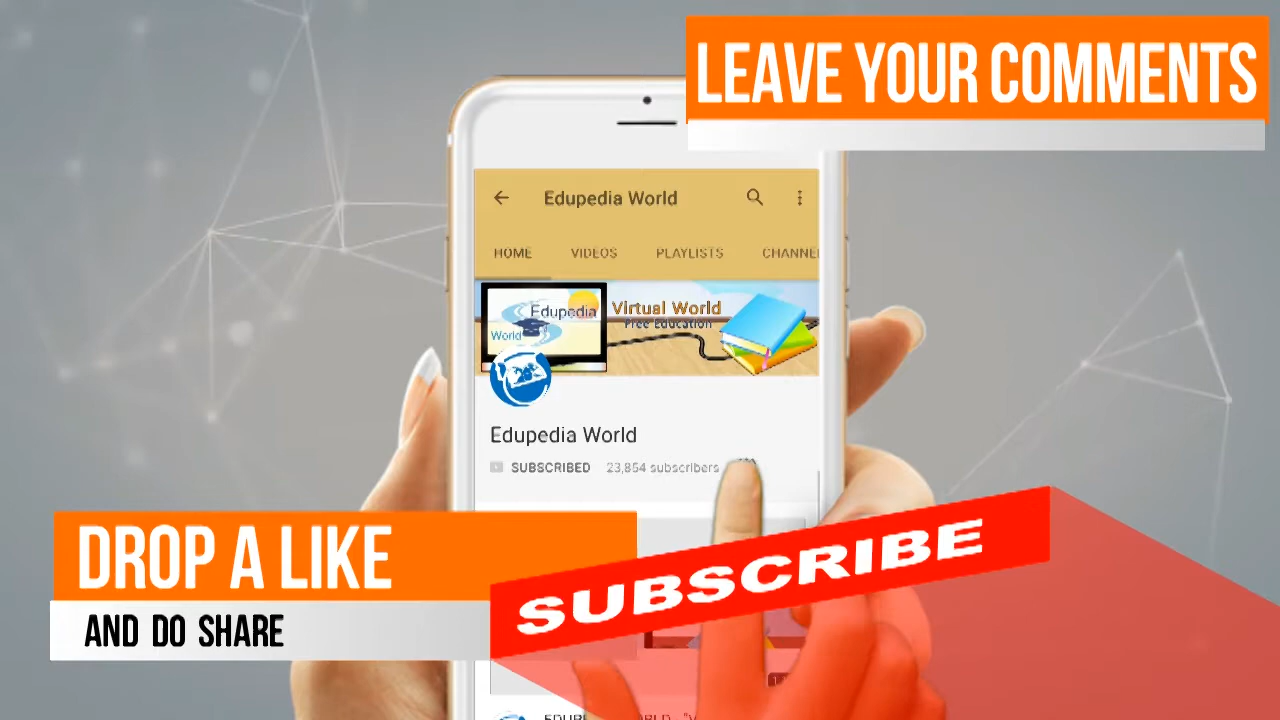 LEAVE YOUR COMMENTS
Edupedia World
HOME VIDEOS PLAYLISTS CHANNE
Edupedia
World
Virtual World
Free Education
Edupedia World
SUBSCRIBED 23,854 subscribers
DROP A LIKE
AND DO SHARE
SUBSCRIBE